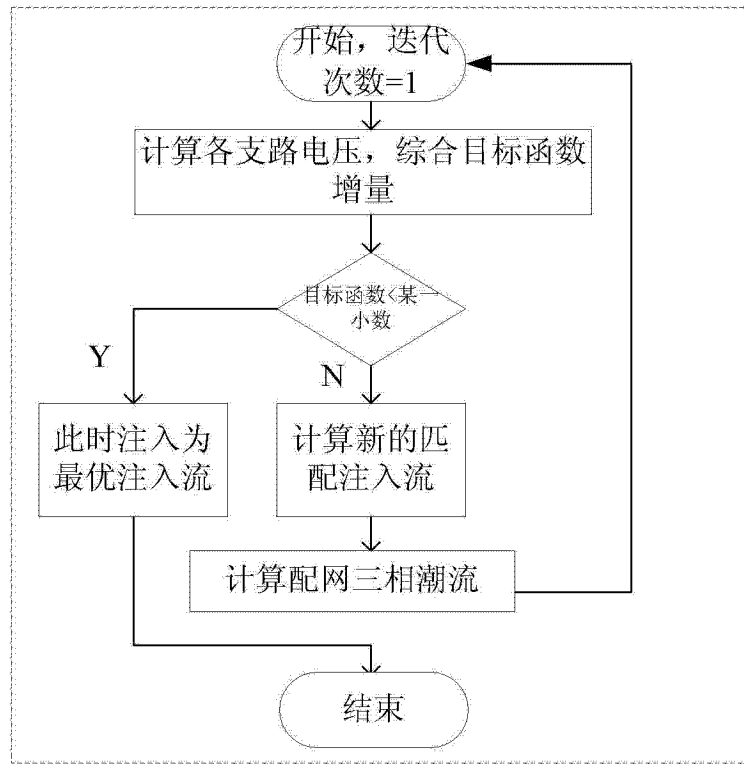 开始，迭代
次数=1
计算各支路电压，综合目标函数
增量
目标函数<某一
小数
Y
N
此时注入为
最优注入流
计算新的匹
配注入流
计算配网三相潮流
结束